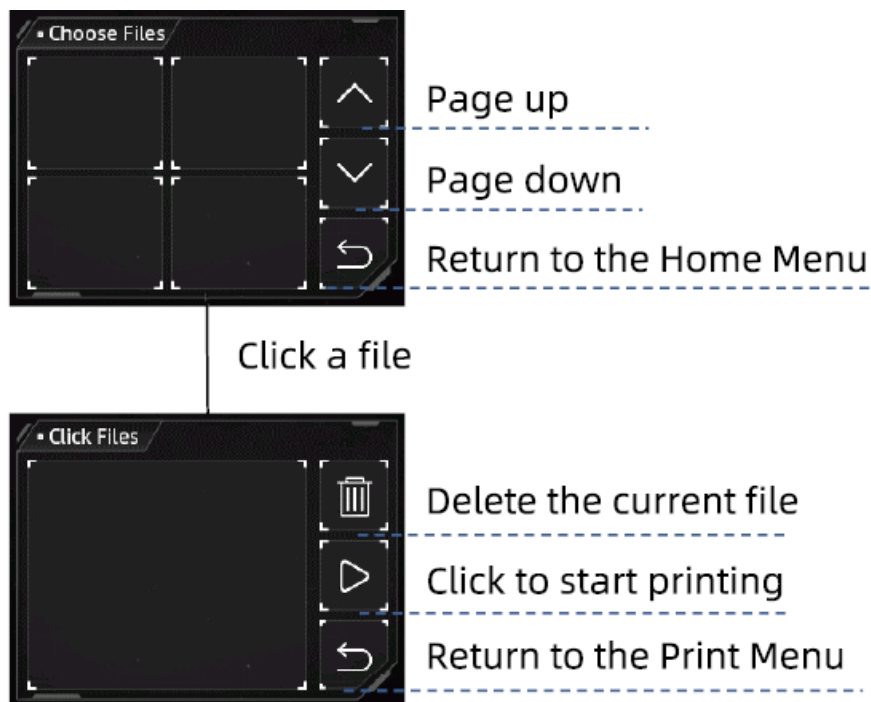 Choose Files
Page up
Page down
Return to the Home Menu
Click a file
Click Files
Delete the current file
Click to start printing
Return to the Print Menu